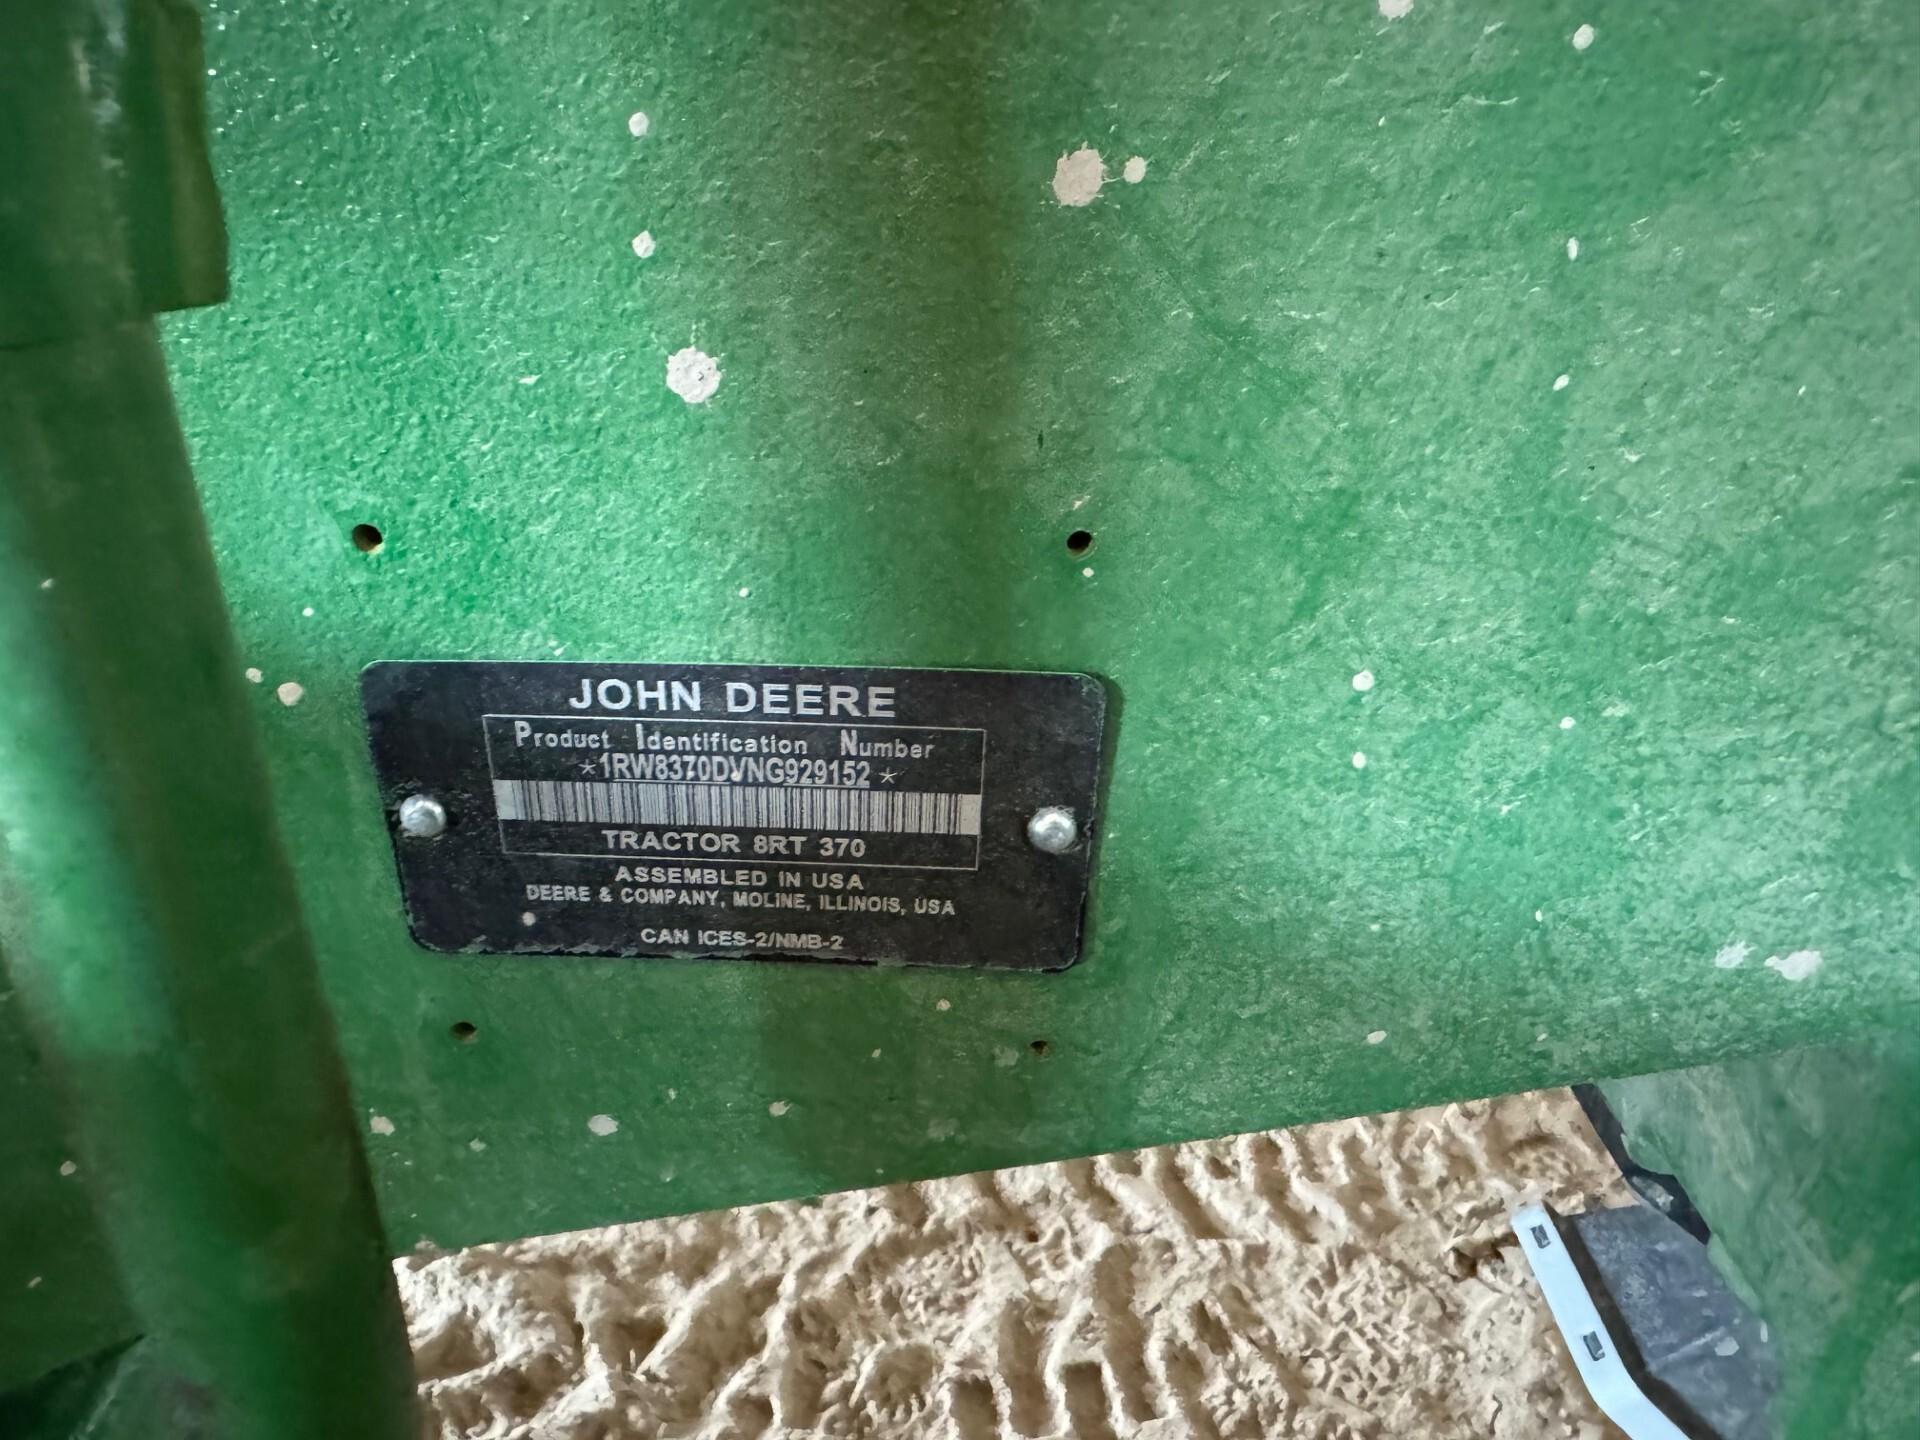 JOHN DEERE
Product Identification Number
*1RW8370DVNG929152*
TRACTOR 8RT 370
ASSEMBLED IN USA
DEERE & COMPANY, MOLINE, ILLINOIS, USA
CAN ICES-2/NMB-2